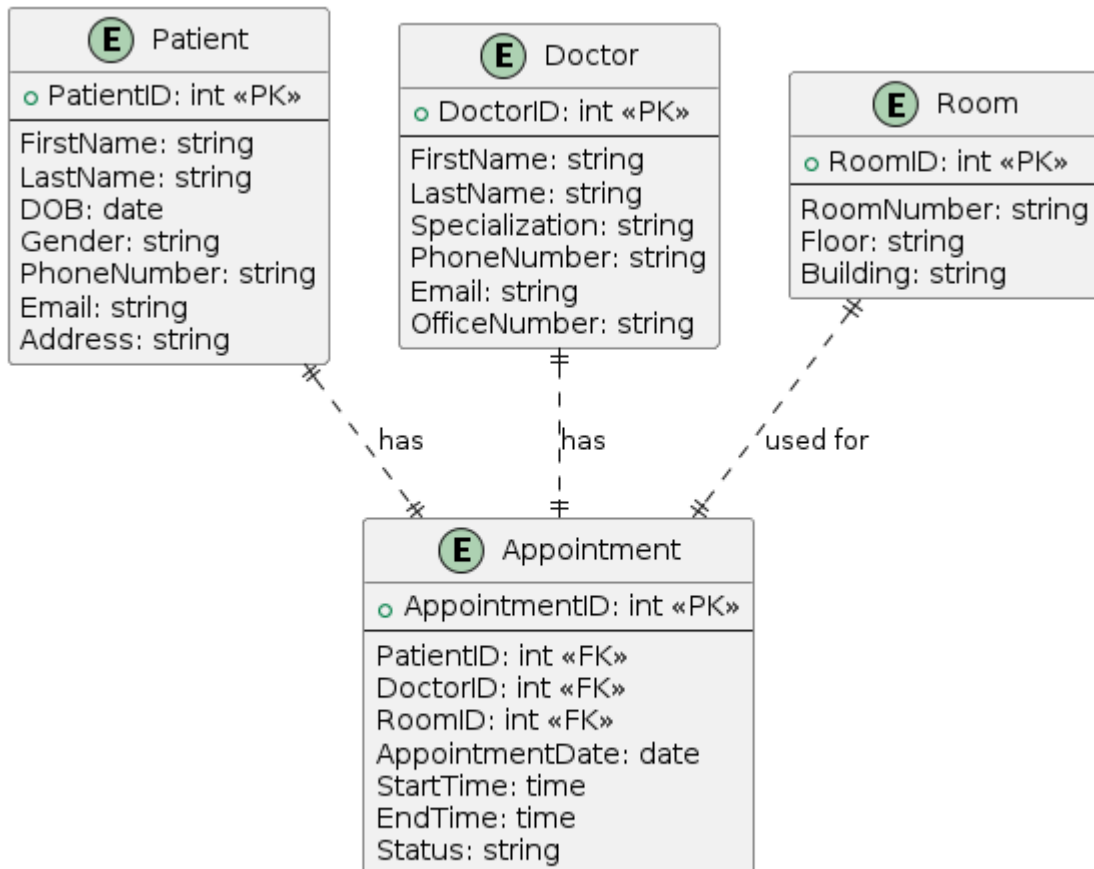 E Patient
PatientID: int «PK»
FirstName: string
LastName: string
DOB: date
Gender: string
PhoneNumber: string
Email: string
Address: string
E Doctor
DoctorID: int «PK»
FirstName: string
LastName: string
Specialization: string
PhoneNumber: string
Email: string
OfficeNumber: string
E Room
RoomID: int «PK»
RoomNumber: string
Floor: string
Building: string
has
has
used for
E Appointment
AppointmentID: int «PK»
PatientID: int «FK»
DoctorID: int «FK»
RoomID: int «FK»
AppointmentDate: date
StartTime: time
EndTime: time
Status: string